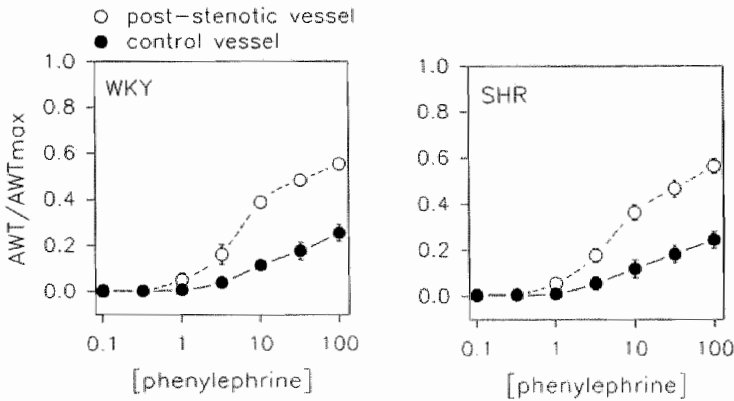 post-stenotic vessel
control vessel
WKY
1.0
0.8
0.6
0.4
0.2
0.0
AWT/AWTmax
0.1 1 10 100
[phenylephrine]
SHR
1.0
0.8
0.6
0.4
0.2
0.0
0.1 1 10 100
[phenylephrine]